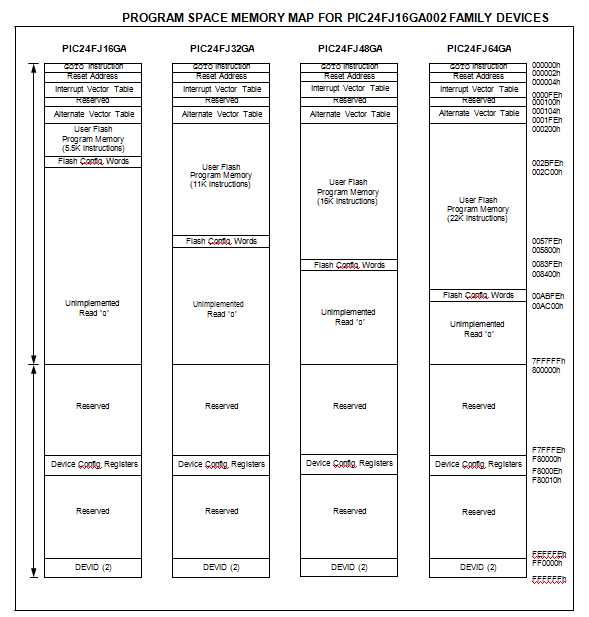 PROGRAM SPACE MEMORY MAP FOR PIC24FJ16GA002 FAMILY DEVICES
PIC24FJ16GA
GOTO Instruction
Reset Address
Interrupt Vector Table
Reserved
Alternate Vector Table
User Flash
Program Memory
(5.5K Instructions)
Flash Config. Words
Unimplemented
Read '0'
Reserved
Device Config. Registers
Reserved
DEVID (2)
PIC24FJ32GA
GOTO Instruction
Reset Address
Interrupt Vector Table
Reserved
Alternate Vector Table
User Flash
Program Memory
(11K Instructions)
Flash Config. Words
Unimplemented
Read '0'
Reserved
Device Config. Registers
Reserved
DEVID (2)
PIC24FJ48GA
GOTO Instruction
Reset Address
Interrupt Vector Table
Reserved
Alternate Vector Table
User Flash
Program Memory
(16K Instructions)
Flash Config. Words
Unimplemented
Read '0'
Reserved
Device Config. Registers
Reserved
DEVID (2)
PIC24FJ64GA
GOTO Instruction
Reset Address
Interrupt Vector Table
Reserved
Alternate Vector Table
User Flash
Program Memory
(22K Instructions)
Flash Config. Words
Unimplemented
Read '0'
Reserved
Device Config. Registers
Reserved
DEVID (2)
000000h
000002h
000004h
0000FEh
000100h
000104h
0001FEh
000200h
002BFEh
002C00h
0057FEh
005800h
0083FEh
008400h
00ABFEh
00AC00h
7FFFFFh
800000h
F7FFFEh
F80000h
F8000Eh
F80010h
FEFFFEh
FF0000h
FFFFFFh